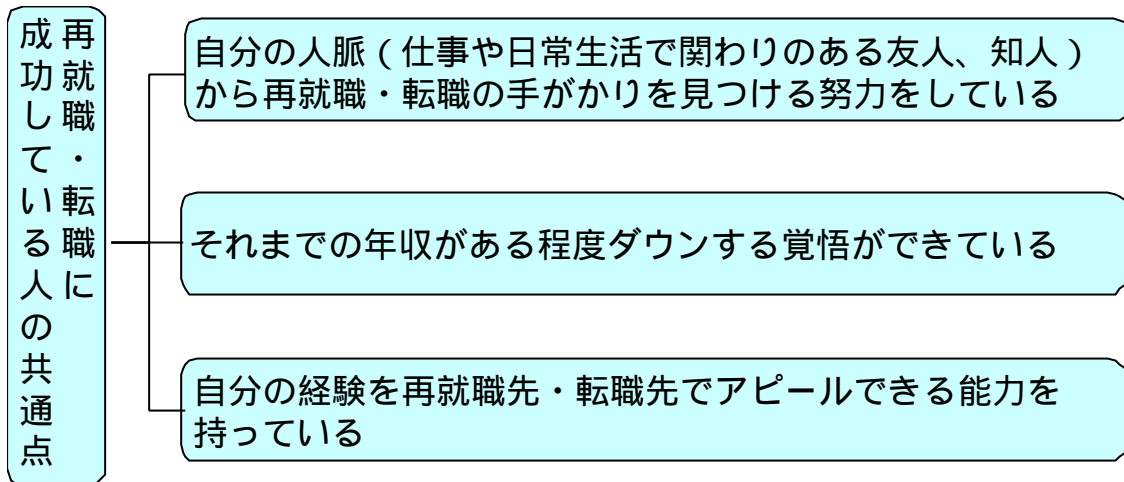 再就職・転職に
成功している人の共通点
自分の人脈（仕事や日常生活で関わりのある友人、知人）
から再就職・転職の手がかりを見つける努力をしている
それまでの年収がある程度ダウンする覚悟ができている
自分の経験を再就職先・転職先でアピールできる能力を
持っている